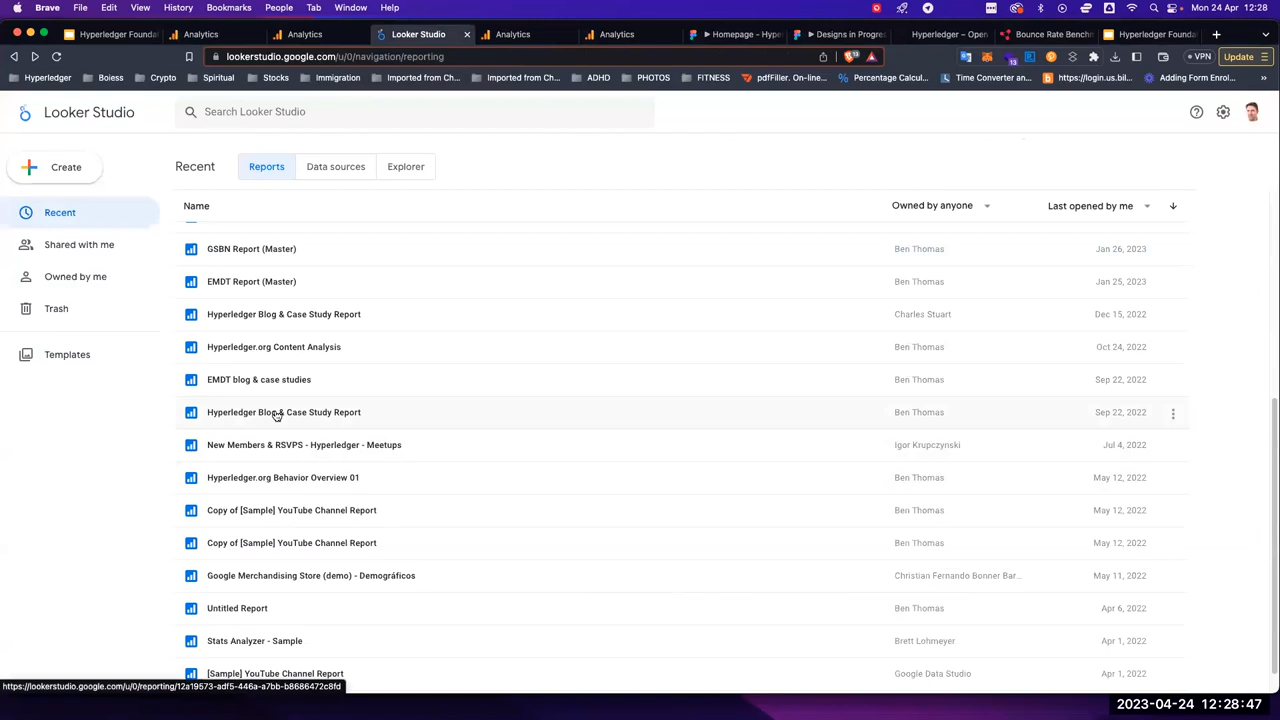 Brave File Edit View History Bookmarks People Tab Window Help Mon Apr 24 12:28
Hyperledger Founda Analytics Analytics Looker Studio Analytics Analytics Homepage - Hype Designs in Progres Hyperledger – Open Bounce Rate Benchm Hyperledger Founda
lookerstudio.google.com/u/0/navigation/reporting VPN Update
Hyperledger Boiess Crypto Spiritual Stocks Immigration Imported from Ch... Imported from Ch... ADHD PHOTOS FITNESS pdfFiller. On-line... Percentage Calcul... Time Converter an... https://login.us.bil... Adding Form Enrol...
Looker Studio
Search Looker Studio
Create
Recent Reports Data sources Explorer
Recent
Shared with me
Owned by me
Trash
Templates
Name Owned by anyone Last opened by me
GSBN Report (Master) Ben Thomas Jan 26, 2023
EMDT Report (Master) Ben Thomas Jan 25, 2023
Hyperledger Blog & Case Study Report Charles Stuart Dec 15, 2022
Hyperledger.org Content Analysis Ben Thomas Oct 24, 2022
EMDT blog & case studies Ben Thomas Sep 22, 2022
Hyperledger Blog & Case Study Report Ben Thomas Sep 22, 2022
New Members & RSVPS - Hyperledger - Meetups Igor Krupczynski Jul 4, 2022
Hyperledger.org Behavior Overview 01 Ben Thomas May 12, 2022
Copy of [Sample] YouTube Channel Report Ben Thomas May 12, 2022
Copy of [Sample] YouTube Channel Report Ben Thomas May 12, 2022
Google Merchandising Store (demo) - Demográficos Christian Fernando Bonner Bar... May 11, 2022
Untitled Report Ben Thomas Apr 6, 2022
Stats Analyzer - Sample Brett Lohmeyer Apr 1, 2022
[Sample] YouTube Channel Report Google Data Studio Apr 1, 2022
https://lookerstudio.google.com/u/0/reporting/12a19573-adf5-446a-a7bb-b8686472c8fd
2023-04-24 12:28:47